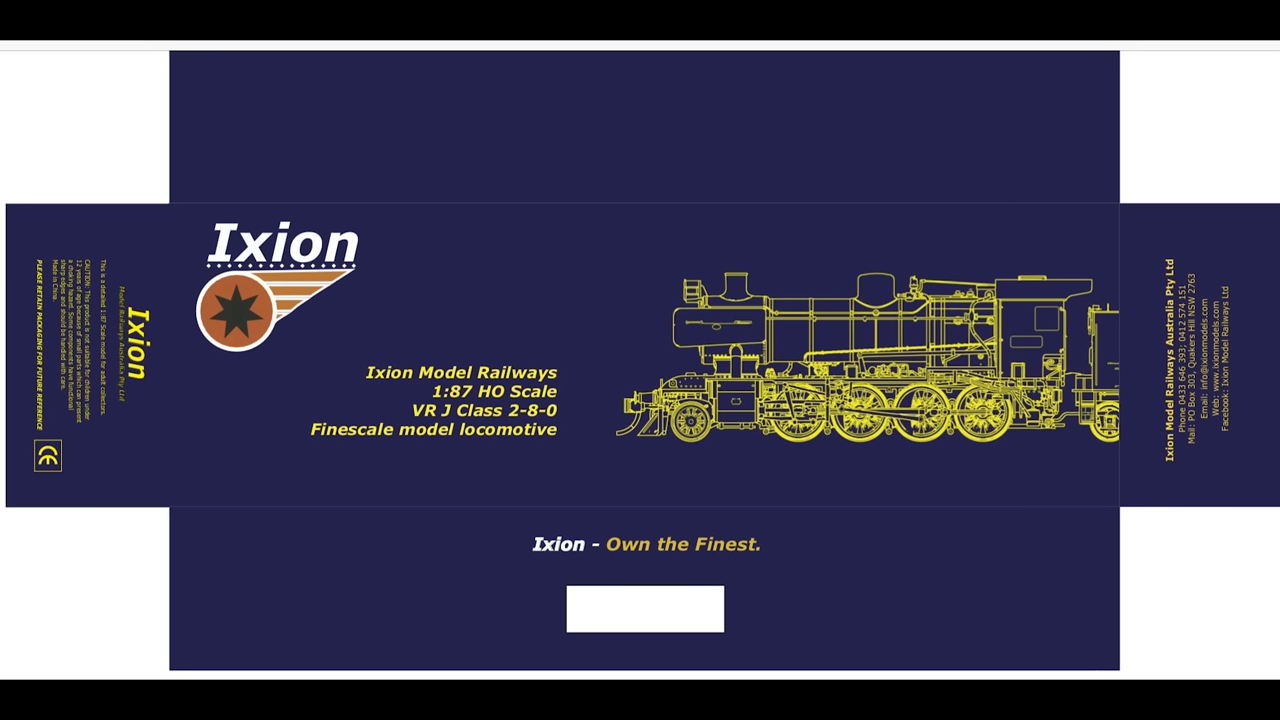 Ixion
Ixion Model Railways
1:87 HO Scale
VR J Class 2-8-0
Finescale model locomotive
Ixion - Own the Finest.
Ixion
Model Railways Australia Pty Ltd
This is a detailed 1:87 Scale model for adult collectors.
CAUTION: This product is not suitable for children under
12 years of age because of small parts which can present
a choking hazard. Some components have functional
sharp edges and should be handled with care.
Made in China.
PLEASE RETAIN PACKAGING FOR FUTURE REFERENCE
CE
Ixion Model Railways Australia Pty Ltd
Phone 0433 646 393; 0412 574 151.
Mail: PO Box 303, Quakers Hill NSW 2763
Email: info@ixionmodels.com
Web: www.ixionmodels.com
Facebook : Ixion Model Railways Ltd